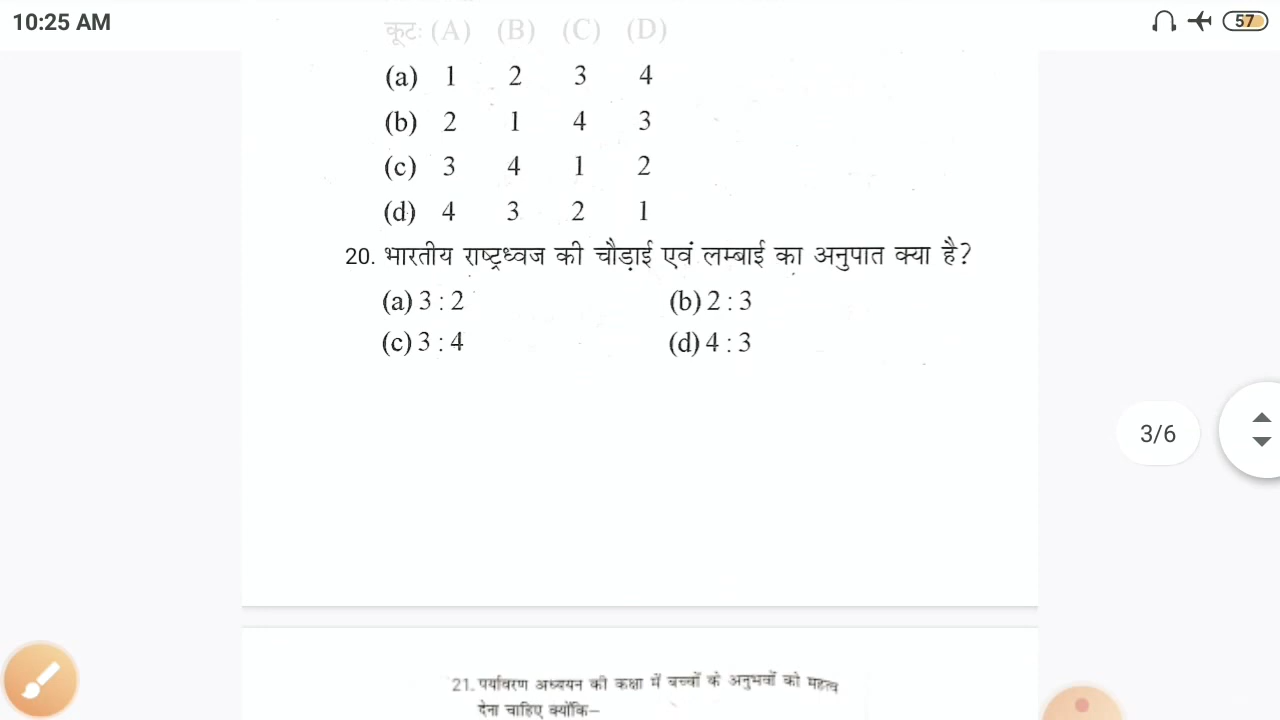 10:25 AM
57
कूटः (A) (B) (C) (D)
(a) 1 2 3 4
(b) 2 1 4 3
(c) 3 4 1 2
(d) 4 3 2 1
20. भारतीय राष्ट्रध्वज की चौड़ाई एवं लम्बाई का अनुपात क्या है?
(a) 3 : 2 (b) 2 : 3
(c) 3 : 4 (d) 4 : 3
3/6
21. पर्यावरण अध्ययन की कक्षा में बच्चों के अनुभवों को महत्व
देना चाहिए क्योंकि–